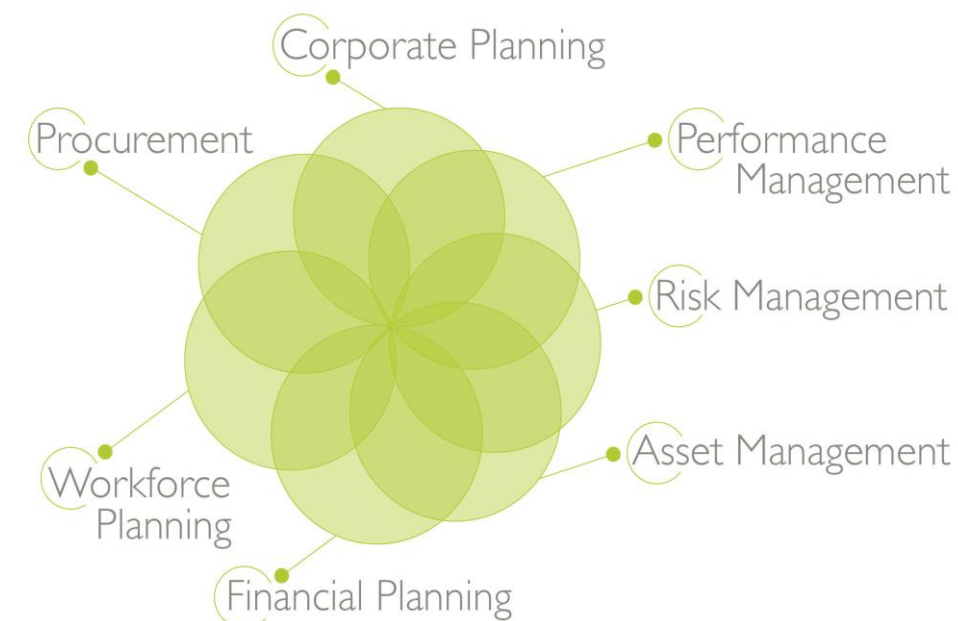 Corporate Planning
Procurement
Performance
Management
Risk Management
Asset Management
Workforce
Planning
Financial Planning